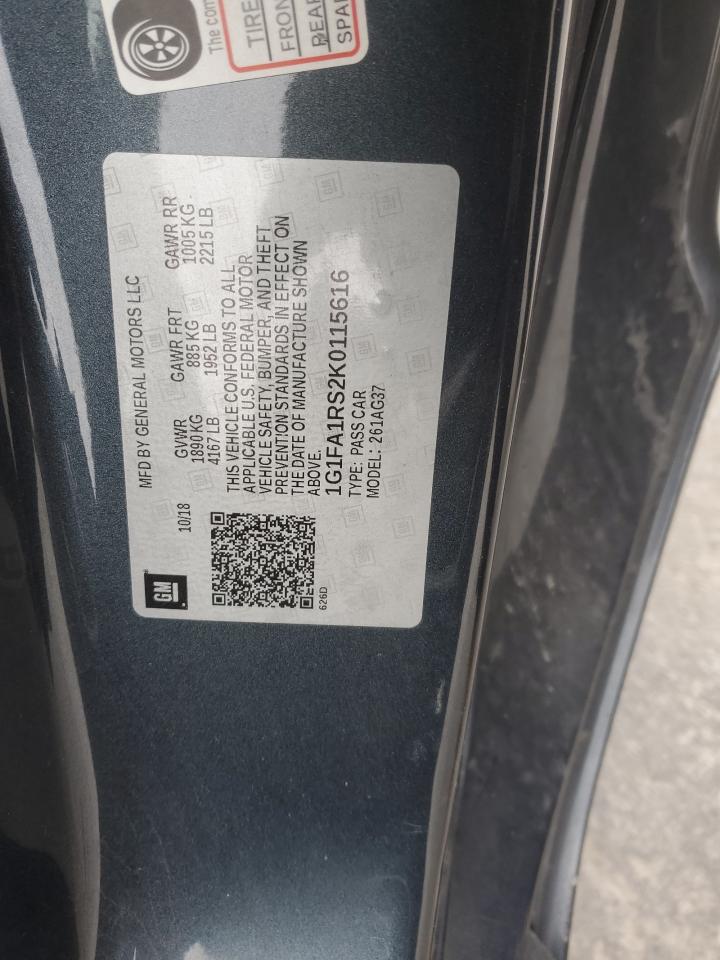 The com
TIRE
FRON
REAR
SPAR
MFD BY GENERAL MOTORS LLC
10/18 GVWR GAWR FRT GAWR RR
1890 KG 885 KG 1005 KG
4167 LB 1952 LB 2215 LB
THIS VEHICLE CONFORMS TO ALL
APPLICABLE U.S. FEDERAL MOTOR
VEHICLE SAFETY, BUMPER, AND THEFT
PREVENTION STANDARDS IN EFFECT ON
THE DATE OF MANUFACTURE SHOWN
ABOVE.
1G1FA1RS2K0115616
TYPE: PASS CAR
MODEL: 261AG37
GM
626D